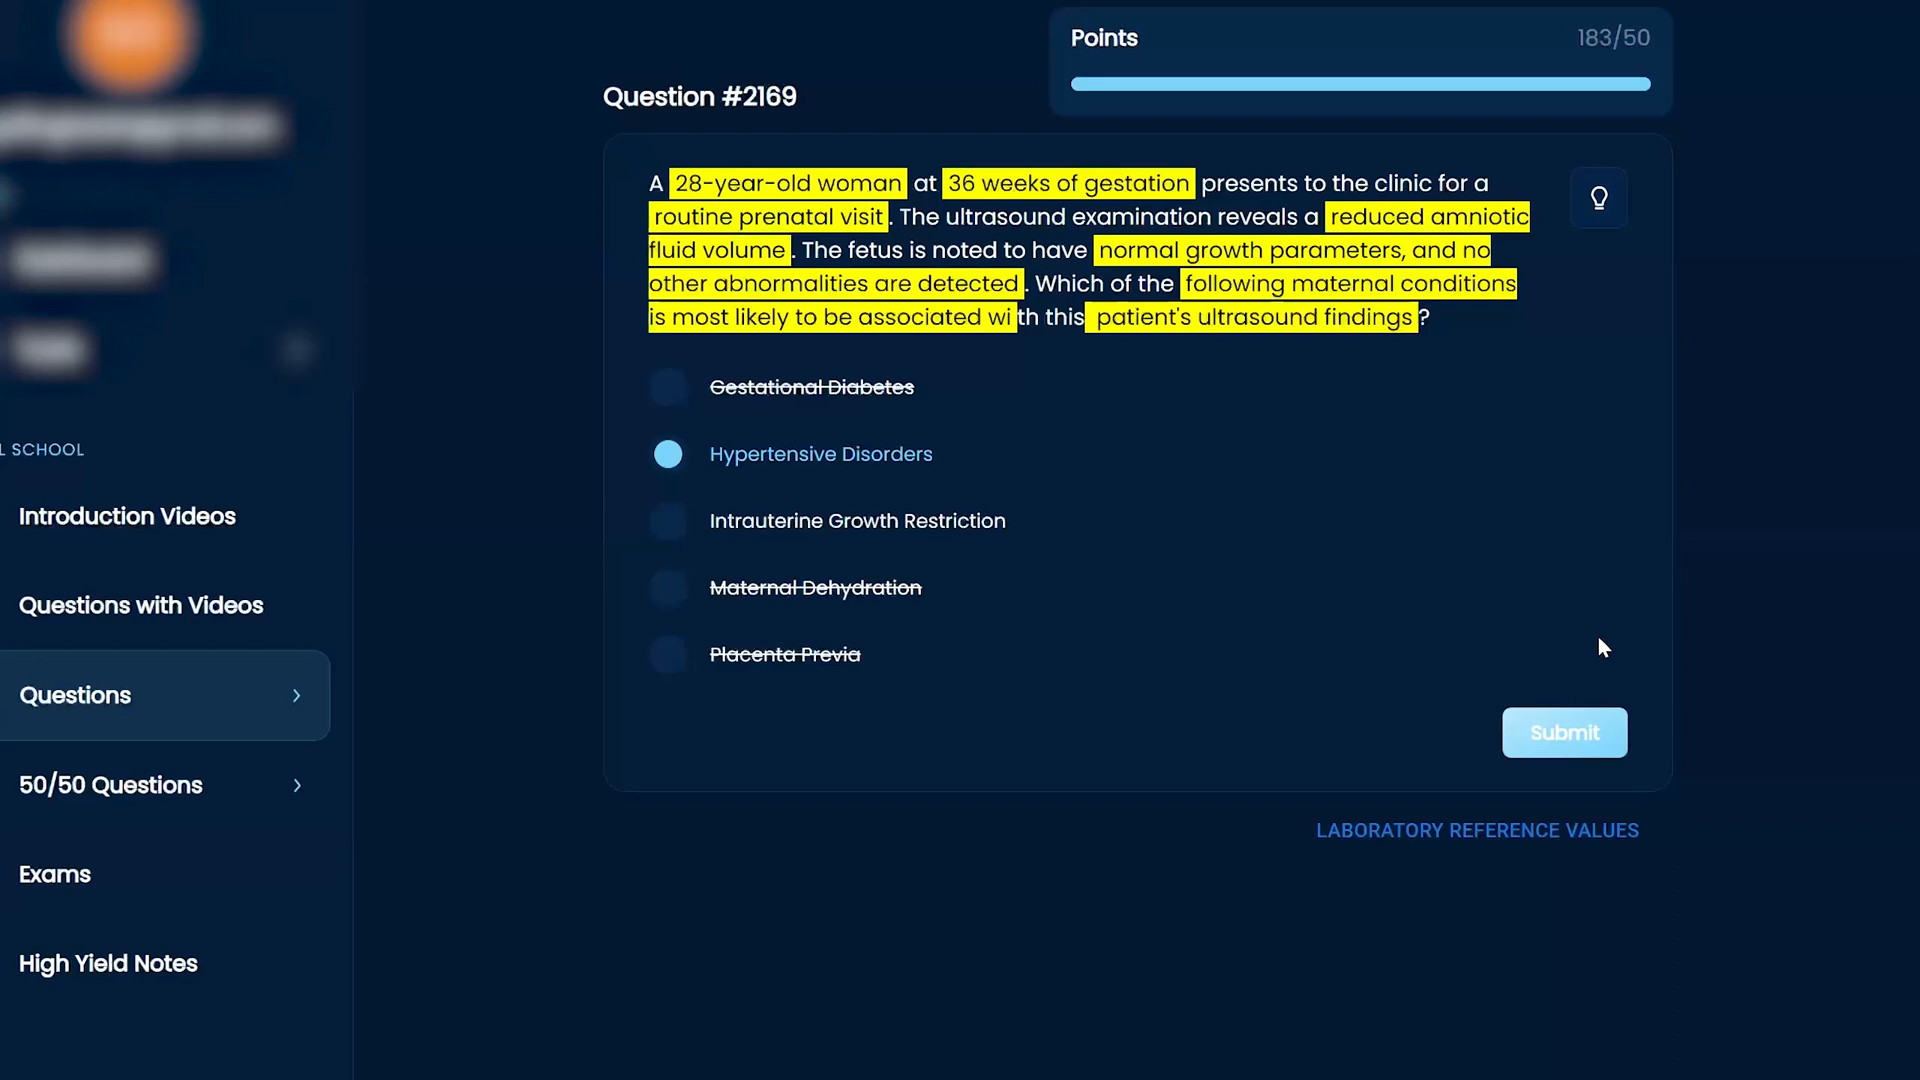 Points
183/50
Question #2169
A 28-year-old woman at 36 weeks of gestation presents to the clinic for a
routine prenatal visit. The ultrasound examination reveals a reduced amniotic
fluid volume. The fetus is noted to have normal growth parameters, and no
other abnormalities are detected. Which of the following maternal conditions
is most likely to be associated with this patient's ultrasound findings?
Gestational Diabetes
Hypertensive Disorders
Intrauterine Growth Restriction
Maternal Dehydration
Placenta Previa
Submit
LABORATORY REFERENCE VALUES
L SCHOOL
Introduction Videos
Questions with Videos
Questions
50/50 Questions
Exams
High Yield Notes